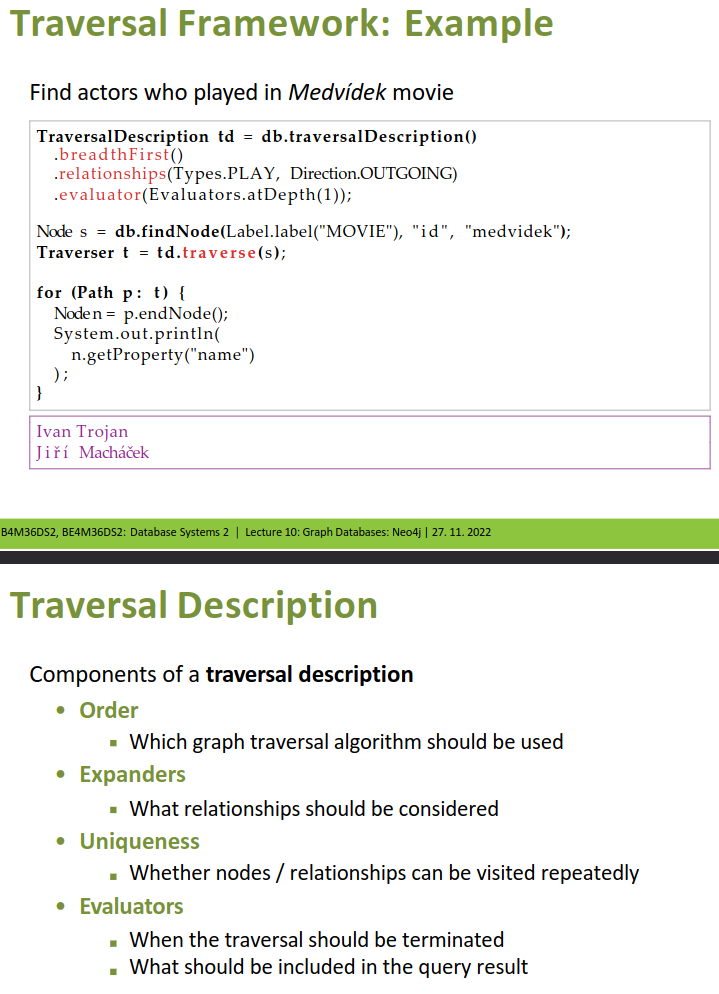 Traversal Framework: Example
Find actors who played in Medvídek movie
TraversalDescription td = db.traversalDescription()
.breadthFirst()
.relationships(Types.PLAY, Direction.OUTGOING)
.evaluator(Evaluators.atDepth(1));
Node s = db.findNode(Label.label("MOVIE"), "id", "medvidek");
Traverser t = td.traverse(s);
for (Path p: t) {
Node n = p.endNode();
System.out.println(
n.getProperty("name")
);
}
Ivan Trojan
Jiří Macháček
B4M36DS2, BE4M36DS2: Database Systems 2 | Lecture 10: Graph Databases: Neo4j | 27. 11. 2022
Traversal Description
Components of a traversal description
• Order
▪ Which graph traversal algorithm should be used
• Expanders
▪ What relationships should be considered
• Uniqueness
▪ Whether nodes / relationships can be visited repeatedly
• Evaluators
▪ When the traversal should be terminated
▪ What should be included in the query result